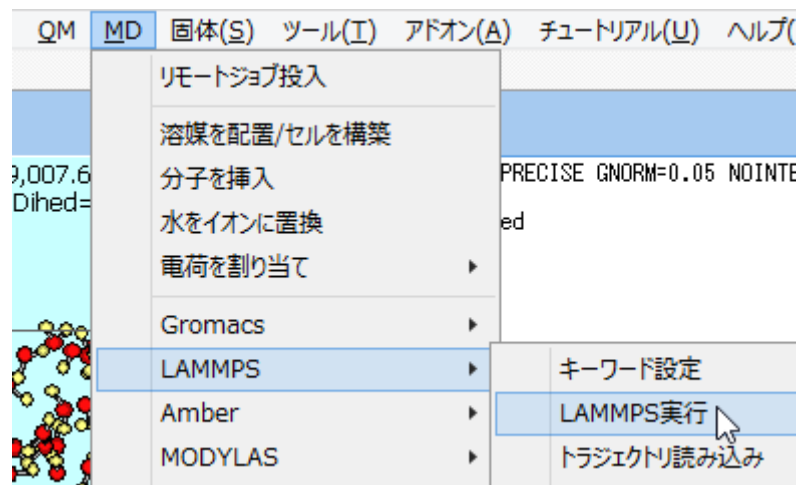 QM MD 固体(S) ツール(T) アドオン(A) チュートリアル(U) ヘルプ(
リモートジョブ投入
溶媒を配置/セルを構築
9,007.6 分子を挿入 PRECISE GNORM=0.05 NOINTE
Dihed= 水をイオンに置換 ed
電荷を割り当て
Gromacs
LAMMPS キーワード設定
Amber LAMMPS実行
MODYLAS トラジェクトリ読み込み